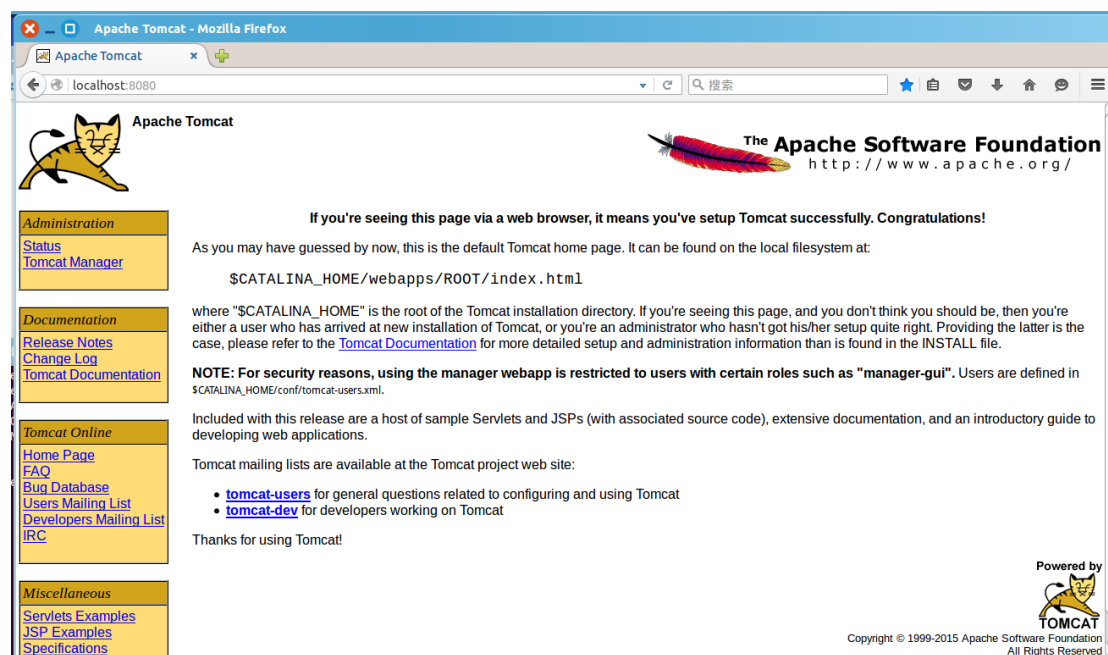 Apache Tomcat - Mozilla Firefox
Apache Tomcat
localhost:8080
搜索
Apache Tomcat
The Apache Software Foundation
http://www.apache.org/
Administration
Status
Tomcat Manager
Documentation
Release Notes
Change Log
Tomcat Documentation
Tomcat Online
Home Page
FAQ
Bug Database
Users Mailing List
Developers Mailing List
IRC
Miscellaneous
Servlets Examples
JSP Examples
Specifications
If you're seeing this page via a web browser, it means you've setup Tomcat successfully. Congratulations!
As you may have guessed by now, this is the default Tomcat home page. It can be found on the local filesystem at:
$CATALINA_HOME/webapps/ROOT/index.html
where "$CATALINA_HOME" is the root of the Tomcat installation directory. If you're seeing this page, and you don't think you should be, then you're
either a user who has arrived at new installation of Tomcat, or you're an administrator who hasn't got his/her setup quite right. Providing the latter is the
case, please refer to the Tomcat Documentation for more detailed setup and administration information than is found in the INSTALL file.
NOTE: For security reasons, using the manager webapp is restricted to users with certain roles such as "manager-gui". Users are defined in
$CATALINA_HOME/conf/tomcat-users.xml.
Included with this release are a host of sample Servlets and JSPs (with associated source code), extensive documentation, and an introductory guide to
developing web applications.
Tomcat mailing lists are available at the Tomcat project web site:
• tomcat-users for general questions related to configuring and using Tomcat
• tomcat-dev for developers working on Tomcat
Thanks for using Tomcat!
Powered by
TOMCAT
Copyright © 1999-2015 Apache Software Foundation
All Rights Reserved